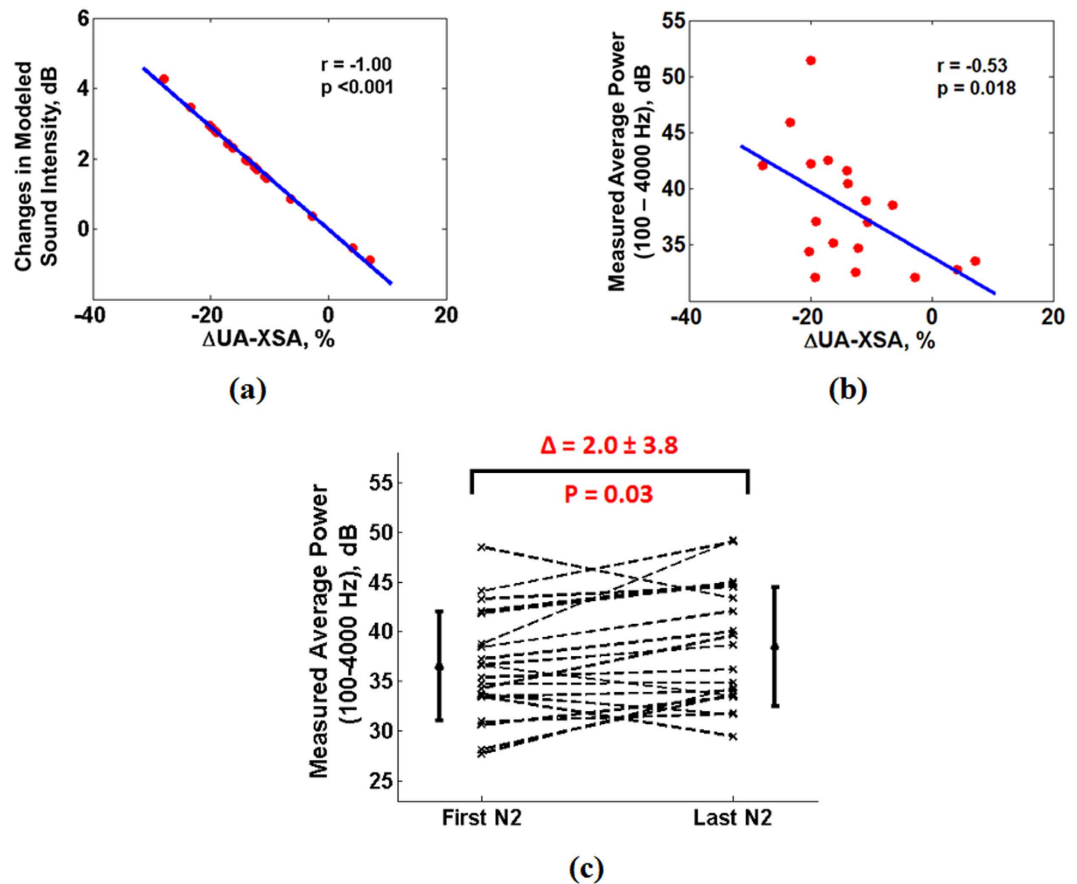 6
4
2
0
Changes in Modeled
Sound Intensity, dB
r = -1.00
p <0.001
-40 -20 0 20
ΔUA-XSA, %
(a)
55
50
45
40
35
Measured Average Power
(100 – 4000 Hz), dB
r = -0.53
p = 0.018
-40 -20 0 20
ΔUA-XSA, %
(b)
Δ = 2.0 ± 3.8
P = 0.03
55
50
45
40
35
30
25
Measured Average Power
(100-4000 Hz), dB
First N2 Last N2
(c)